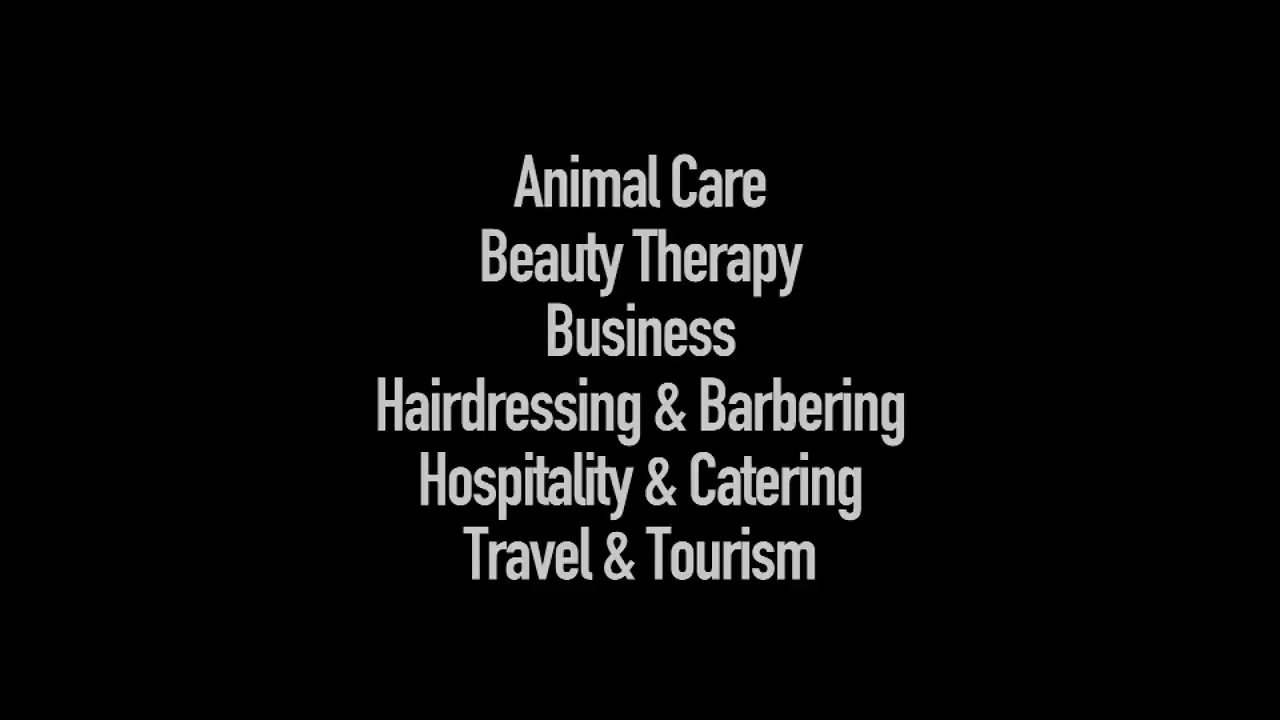 Animal Care
Beauty Therapy
Business
Hairdressing & Barbering
Hospitality & Catering
Travel & Tourism